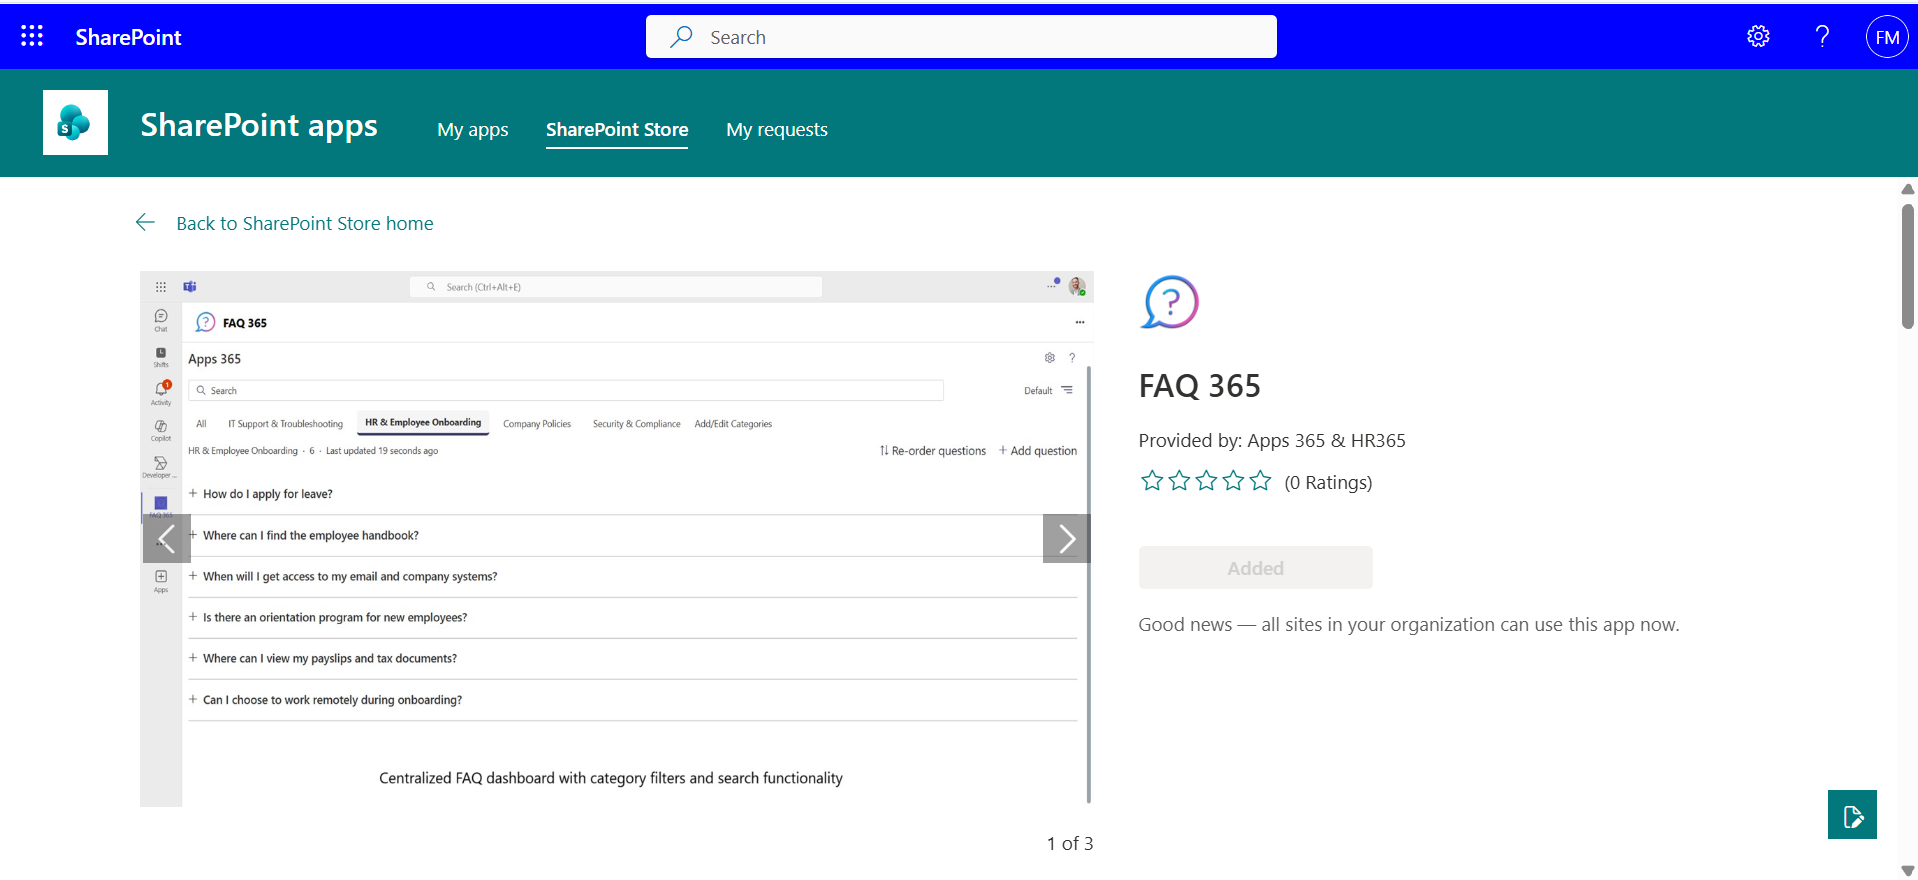 SharePoint
Search
FM
SharePoint apps
My apps
SharePoint Store
My requests
Back to SharePoint Store home
Search (Ctrl+Alt+E)
Chat
Shifts
Activity
Copilot
Developer ...
FAQ 365
Apps
FAQ 365
Apps 365
Search
Default
All
IT Support & Troubleshooting
HR & Employee Onboarding
Company Policies
Security & Compliance
Add/Edit Categories
HR & Employee Onboarding · 6 · Last updated 19 seconds ago
Re-order questions
+ Add question
+ How do I apply for leave?
+ Where can I find the employee handbook?
+ When will I get access to my email and company systems?
+ Is there an orientation program for new employees?
+ Where can I view my payslips and tax documents?
+ Can I choose to work remotely during onboarding?
Centralized FAQ dashboard with category filters and search functionality
1 of 3
FAQ 365
Provided by: Apps 365 & HR365
(0 Ratings)
Added
Good news — all sites in your organization can use this app now.